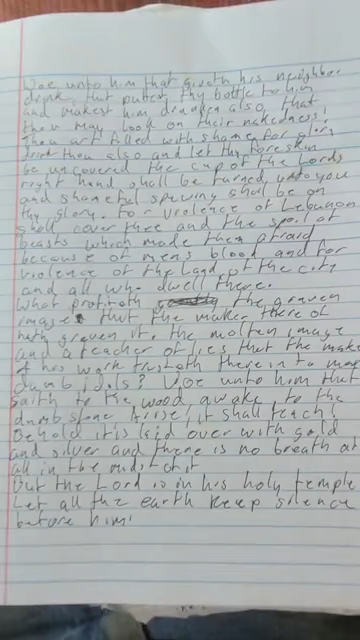 Woe unto him that giveth his neighbor
drink, that puttest thy bottle to him
and makest him drunken also, that
thou may look on their nakedness!
Thou art filled with shame for glory
drink thou also and let thy foreskin
be uncovered the cup of the Lords
right hand shall be turned unto you
and shameful spewing shall be on
thy glory. For violence of Lebanon
shall cover thee and the spoil of
beasts which made them afraid
because of men's blood and for
violence of the land, of the city
and all who dwell there.
What profiteth the graven
image that the maker there of
hath graven it, the molten image
and a teacher of lies that the maker
of his work trusteth there in to make
dumb idols? Woe unto him that
saith to the wood awake, to the
dumb stone Arise, it shall teach!
Behold it is laid over with gold
and silver and there is no breath at
all in the midst of it
But the Lord is in his holy temple
Let all the earth keep silence
before him!